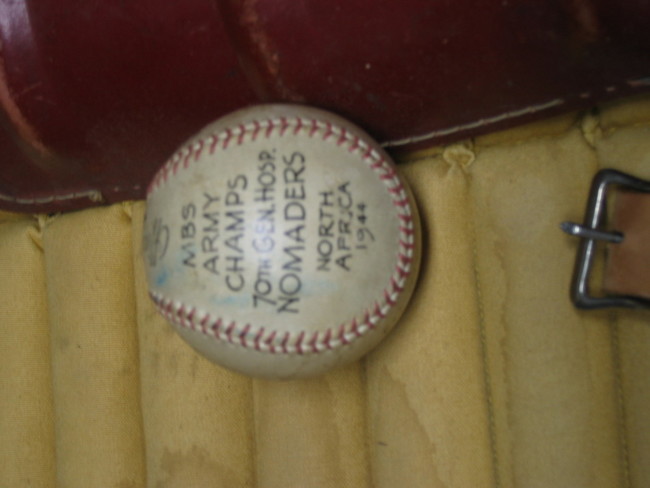 MBS
ARMY
CHAMPS
70TH GEN. HOSP.
NOMADERS
NORTH
AFRICA
1944